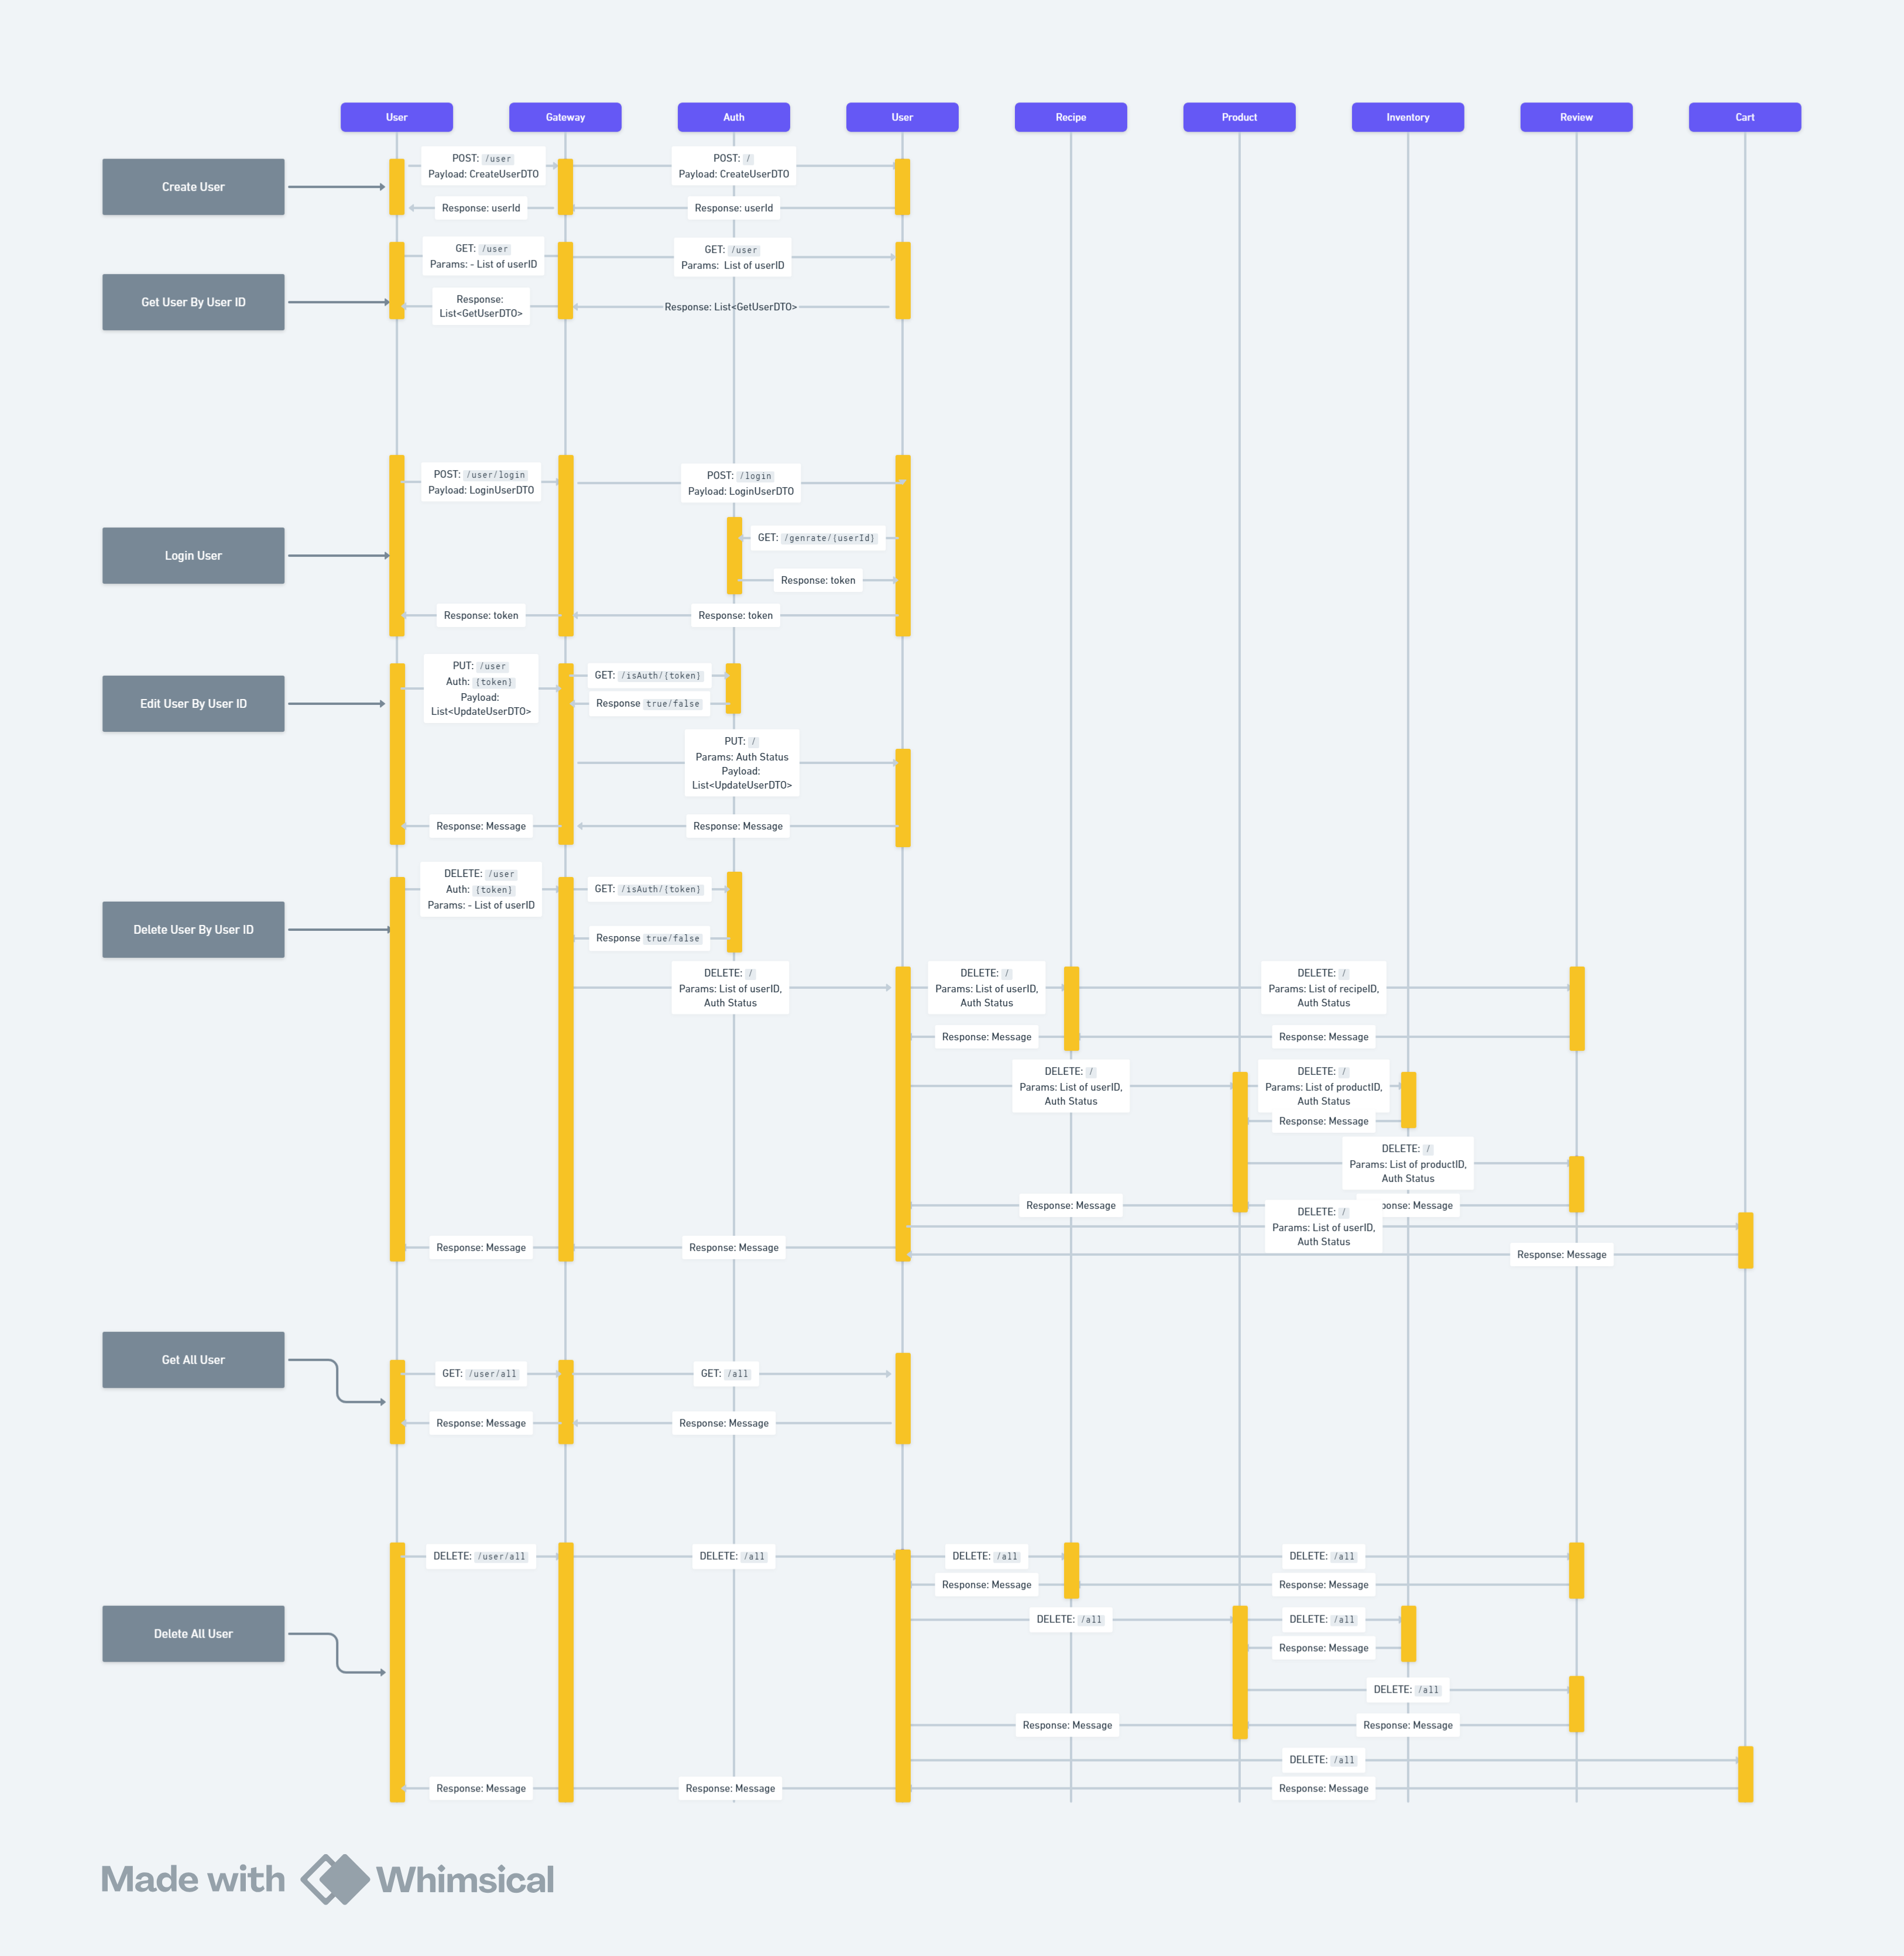 User
Gateway
Auth
User
Recipe
Product
Inventory
Review
Cart
Create User
POST: /user
Payload: CreateUserDTO
POST: /
Payload: CreateUserDTO
Response: userId
Response: userId
Get User By User ID
GET: /user
Params: - List of userID
GET: /user
Params: List of userID
Response:
List<GetUserDTO>
Response: List<GetUserDTO>
Login User
POST: /user/login
Payload: LoginUserDTO
POST: /login
Payload: LoginUserDTO
GET: /genrate/{userId}
Response: token
Response: token
Response: token
Edit User By User ID
PUT: /user
Auth: {token}
Payload:
List<UpdateUserDTO>
GET: /isAuth/{token}
Response true/false
PUT: /
Params: Auth Status
Payload:
List<UpdateUserDTO>
Response: Message
Response: Message
Delete User By User ID
DELETE: /user
Auth: {token}
Params: - List of userID
GET: /isAuth/{token}
Response true/false
DELETE: /
Params: List of userID,
Auth Status
DELETE: /
Params: List of userID,
Auth Status
DELETE: /
Params: List of recipeID,
Auth Status
Response: Message
Response: Message
DELETE: /
Params: List of userID,
Auth Status
DELETE: /
Params: List of productID,
Auth Status
Response: Message
DELETE: /
Params: List of productID,
Auth Status
Response: Message
Message
DELETE: /
Params: List of userID,
Auth Status
Response: Message
Response: Message
Response: Message
Get All User
GET: /user/all
GET: /all
Response: Message
Response: Message
Delete All User
DELETE: /user/all
DELETE: /all
DELETE: /all
DELETE: /all
Response: Message
Response: Message
DELETE: /all
DELETE: /all
Response: Message
DELETE: /all
Response: Message
Response: Message
DELETE: /all
Response: Message
Response: Message
Response: Message
Made with Whimsical